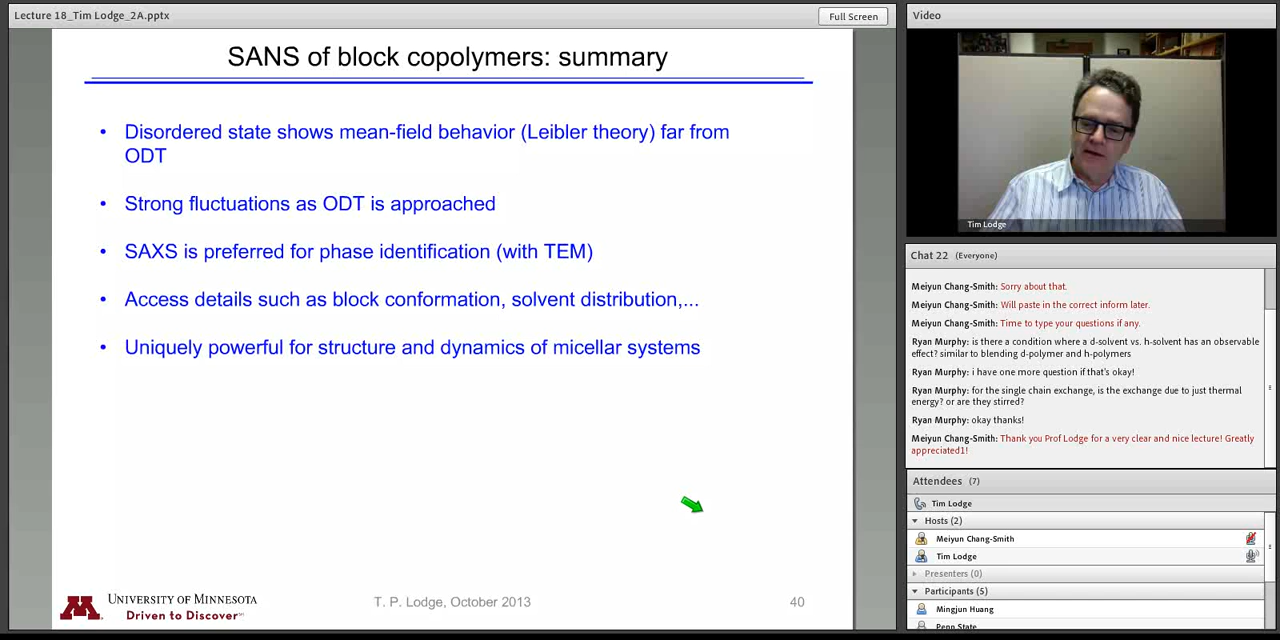 Lecture 18_Tim Lodge_2A.pptx
Full Screen
SANS of block copolymers: summary
• Disordered state shows mean-field behavior (Leibler theory) far from
ODT
• Strong fluctuations as ODT is approached
• SAXS is preferred for phase identification (with TEM)
• Access details such as block conformation, solvent distribution,...
• Uniquely powerful for structure and dynamics of micellar systems
M
UNIVERSITY OF MINNESOTA
Driven to Discover℠
T. P. Lodge, October 2013
40
Video
Tim Lodge
Chat 22 (Everyone)
Meiyun Chang-Smith: Sorry about that.
Meiyun Chang-Smith: Will paste in the correct inform later.
Meiyun Chang-Smith: Time to type your questions if any.
Ryan Murphy: is there a condition where a d-solvent vs. h-solvent has an observable
effect? similar to blending d-polymer and h-polymers
Ryan Murphy: i have one more question if that's okay!
Ryan Murphy: for the single chain exchange, is the exchange due to just thermal
energy? or are they stirred?
Ryan Murphy: okay thanks!
Meiyun Chang-Smith: Thank you Prof Lodge for a very clear and nice lecture! Greatly
appreciated1!
Attendees (7)
Tim Lodge
Hosts (2)
Meiyun Chang-Smith
Tim Lodge
Presenters (0)
Participants (5)
Mingjun Huang
Penn State